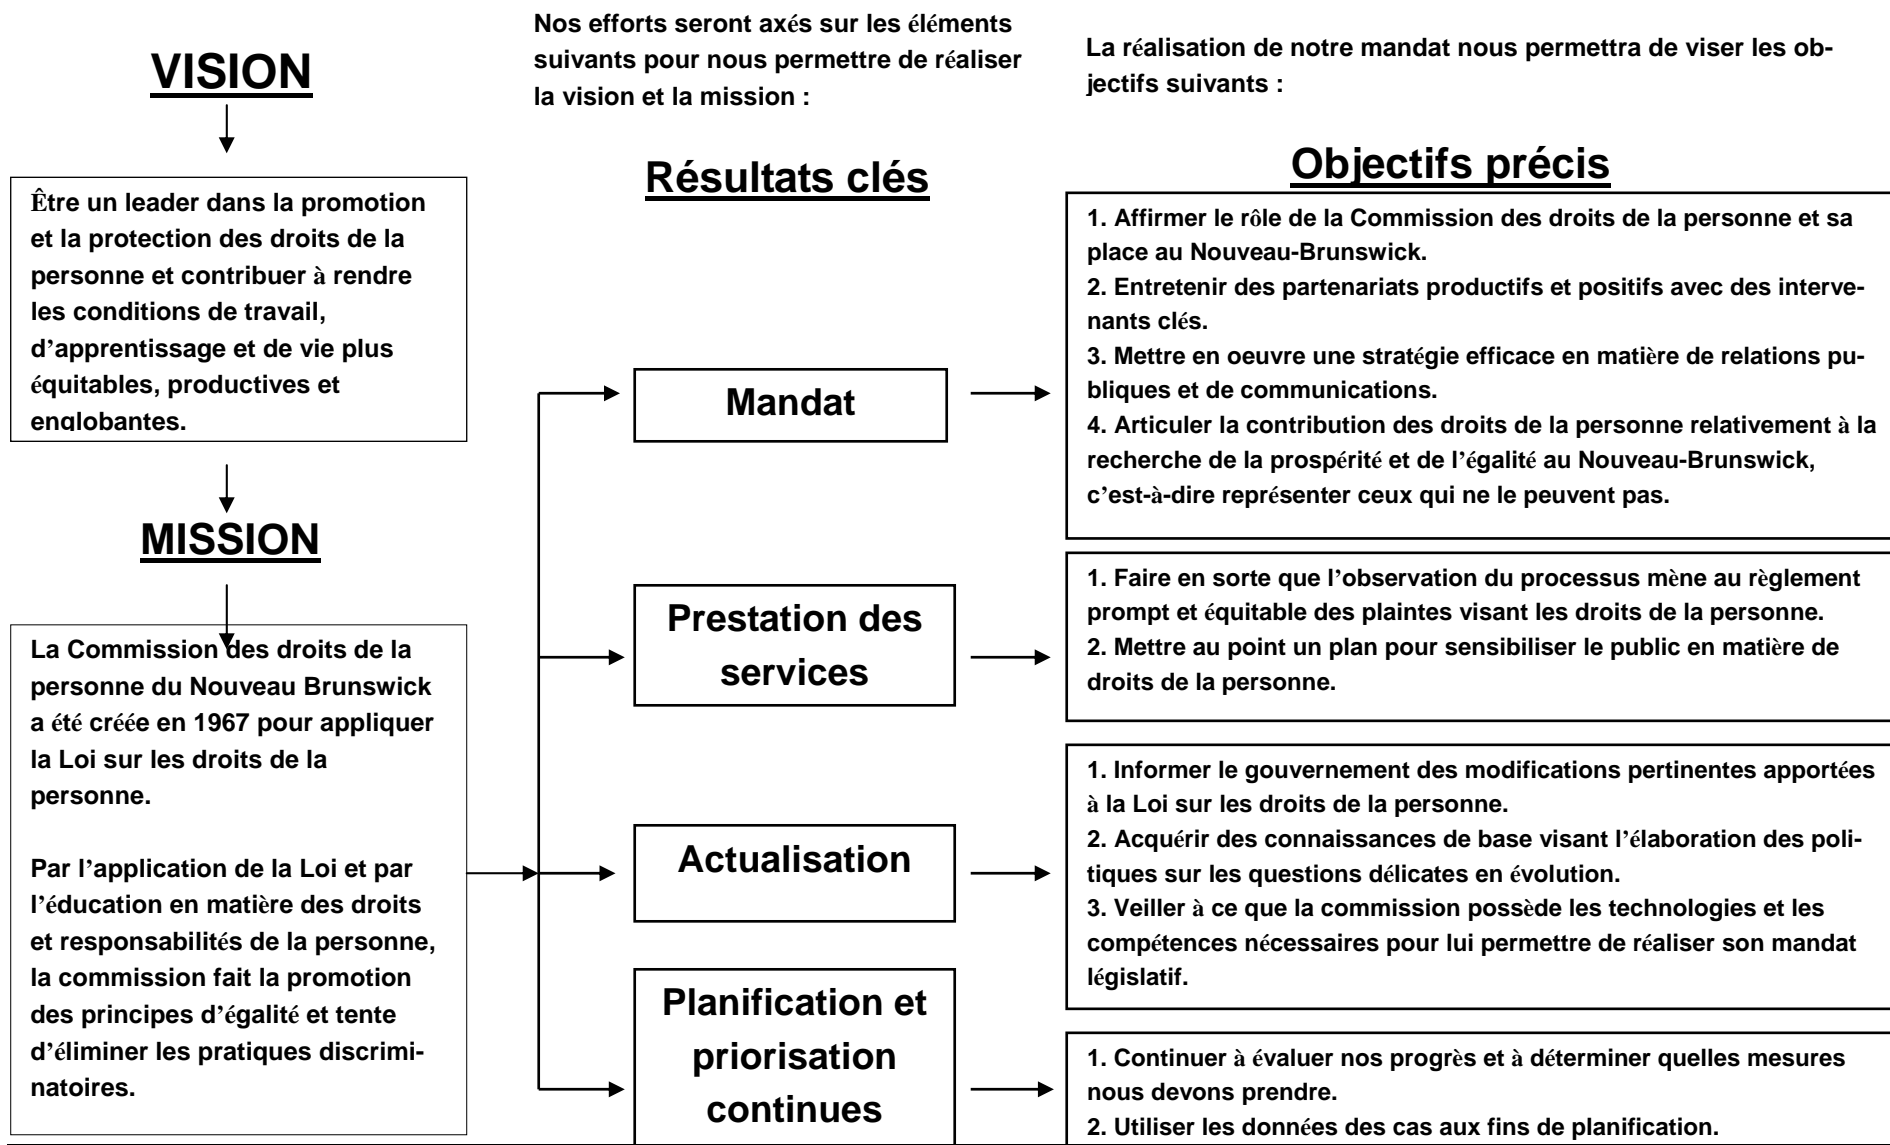 VISION
Être un leader dans la promotion
et la protection des droits de la
personne et contribuer à rendre
les conditions de travail,
d'apprentissage et de vie plus
équitables, productives et
englobantes.
MISSION
La Commission des droits de la
personne du Nouveau Brunswick
a été créée en 1967 pour appliquer
la Loi sur les droits de la
personne.
Par l'application de la Loi et par
l'éducation en matière des droits
et responsabilités de la personne,
la commission fait la promotion
des principes d'égalité et tente
d'éliminer les pratiques discrimi-
natoires.
Nos efforts seront axés sur les éléments
suivants pour nous permettre de réaliser
la vision et la mission :
Résultats clés
Mandat
Prestation des
services
Actualisation
Planification et
priorisation
continues
La réalisation de notre mandat nous permettra de viser les ob-
jectifs suivants :
Objectifs précis
1. Affirmer le rôle de la Commission des droits de la personne et sa
place au Nouveau-Brunswick.
2. Entretenir des partenariats productifs et positifs avec des interve-
nants clés.
3. Mettre en oeuvre une stratégie efficace en matière de relations pu-
bliques et de communications.
4. Articuler la contribution des droits de la personne relativement à la
recherche de la prospérité et de l'égalité au Nouveau-Brunswick,
c'est-à-dire représenter ceux qui ne le peuvent pas.
1. Faire en sorte que l'observation du processus mène au règlement
prompt et équitable des plaintes visant les droits de la personne.
2. Mettre au point un plan pour sensibiliser le public en matière de
droits de la personne.
1. Informer le gouvernement des modifications pertinentes apportées
à la Loi sur les droits de la personne.
2. Acquérir des connaissances de base visant l'élaboration des poli-
tiques sur les questions délicates en évolution.
3. Veiller à ce que la commission possède les technologies et les
compétences nécessaires pour lui permettre de réaliser son mandat
législatif.
1. Continuer à évaluer nos progrès et à déterminer quelles mesures
nous devons prendre.
2. Utiliser les données des cas aux fins de planification.